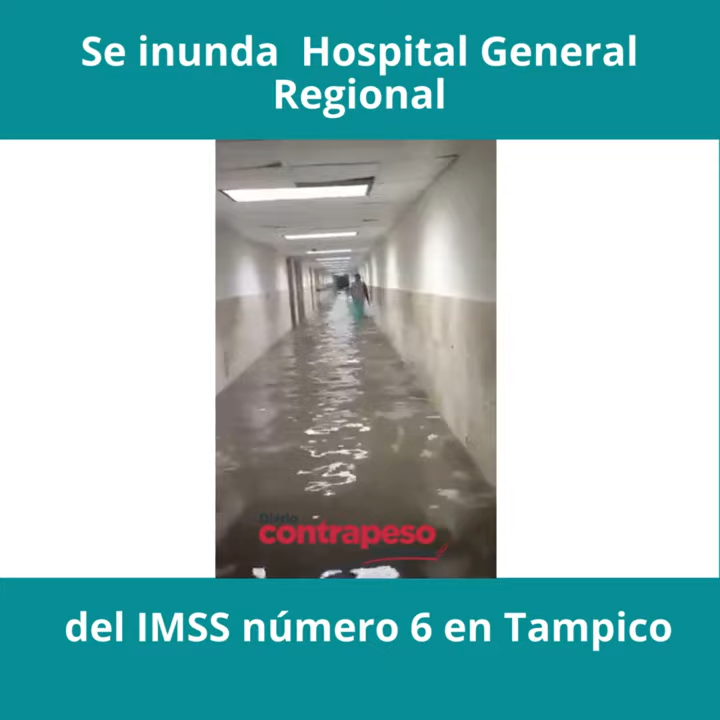 Se inunda  Hospital General
Regional
Diario
contrapeso
del IMSS número 6 en Tampico